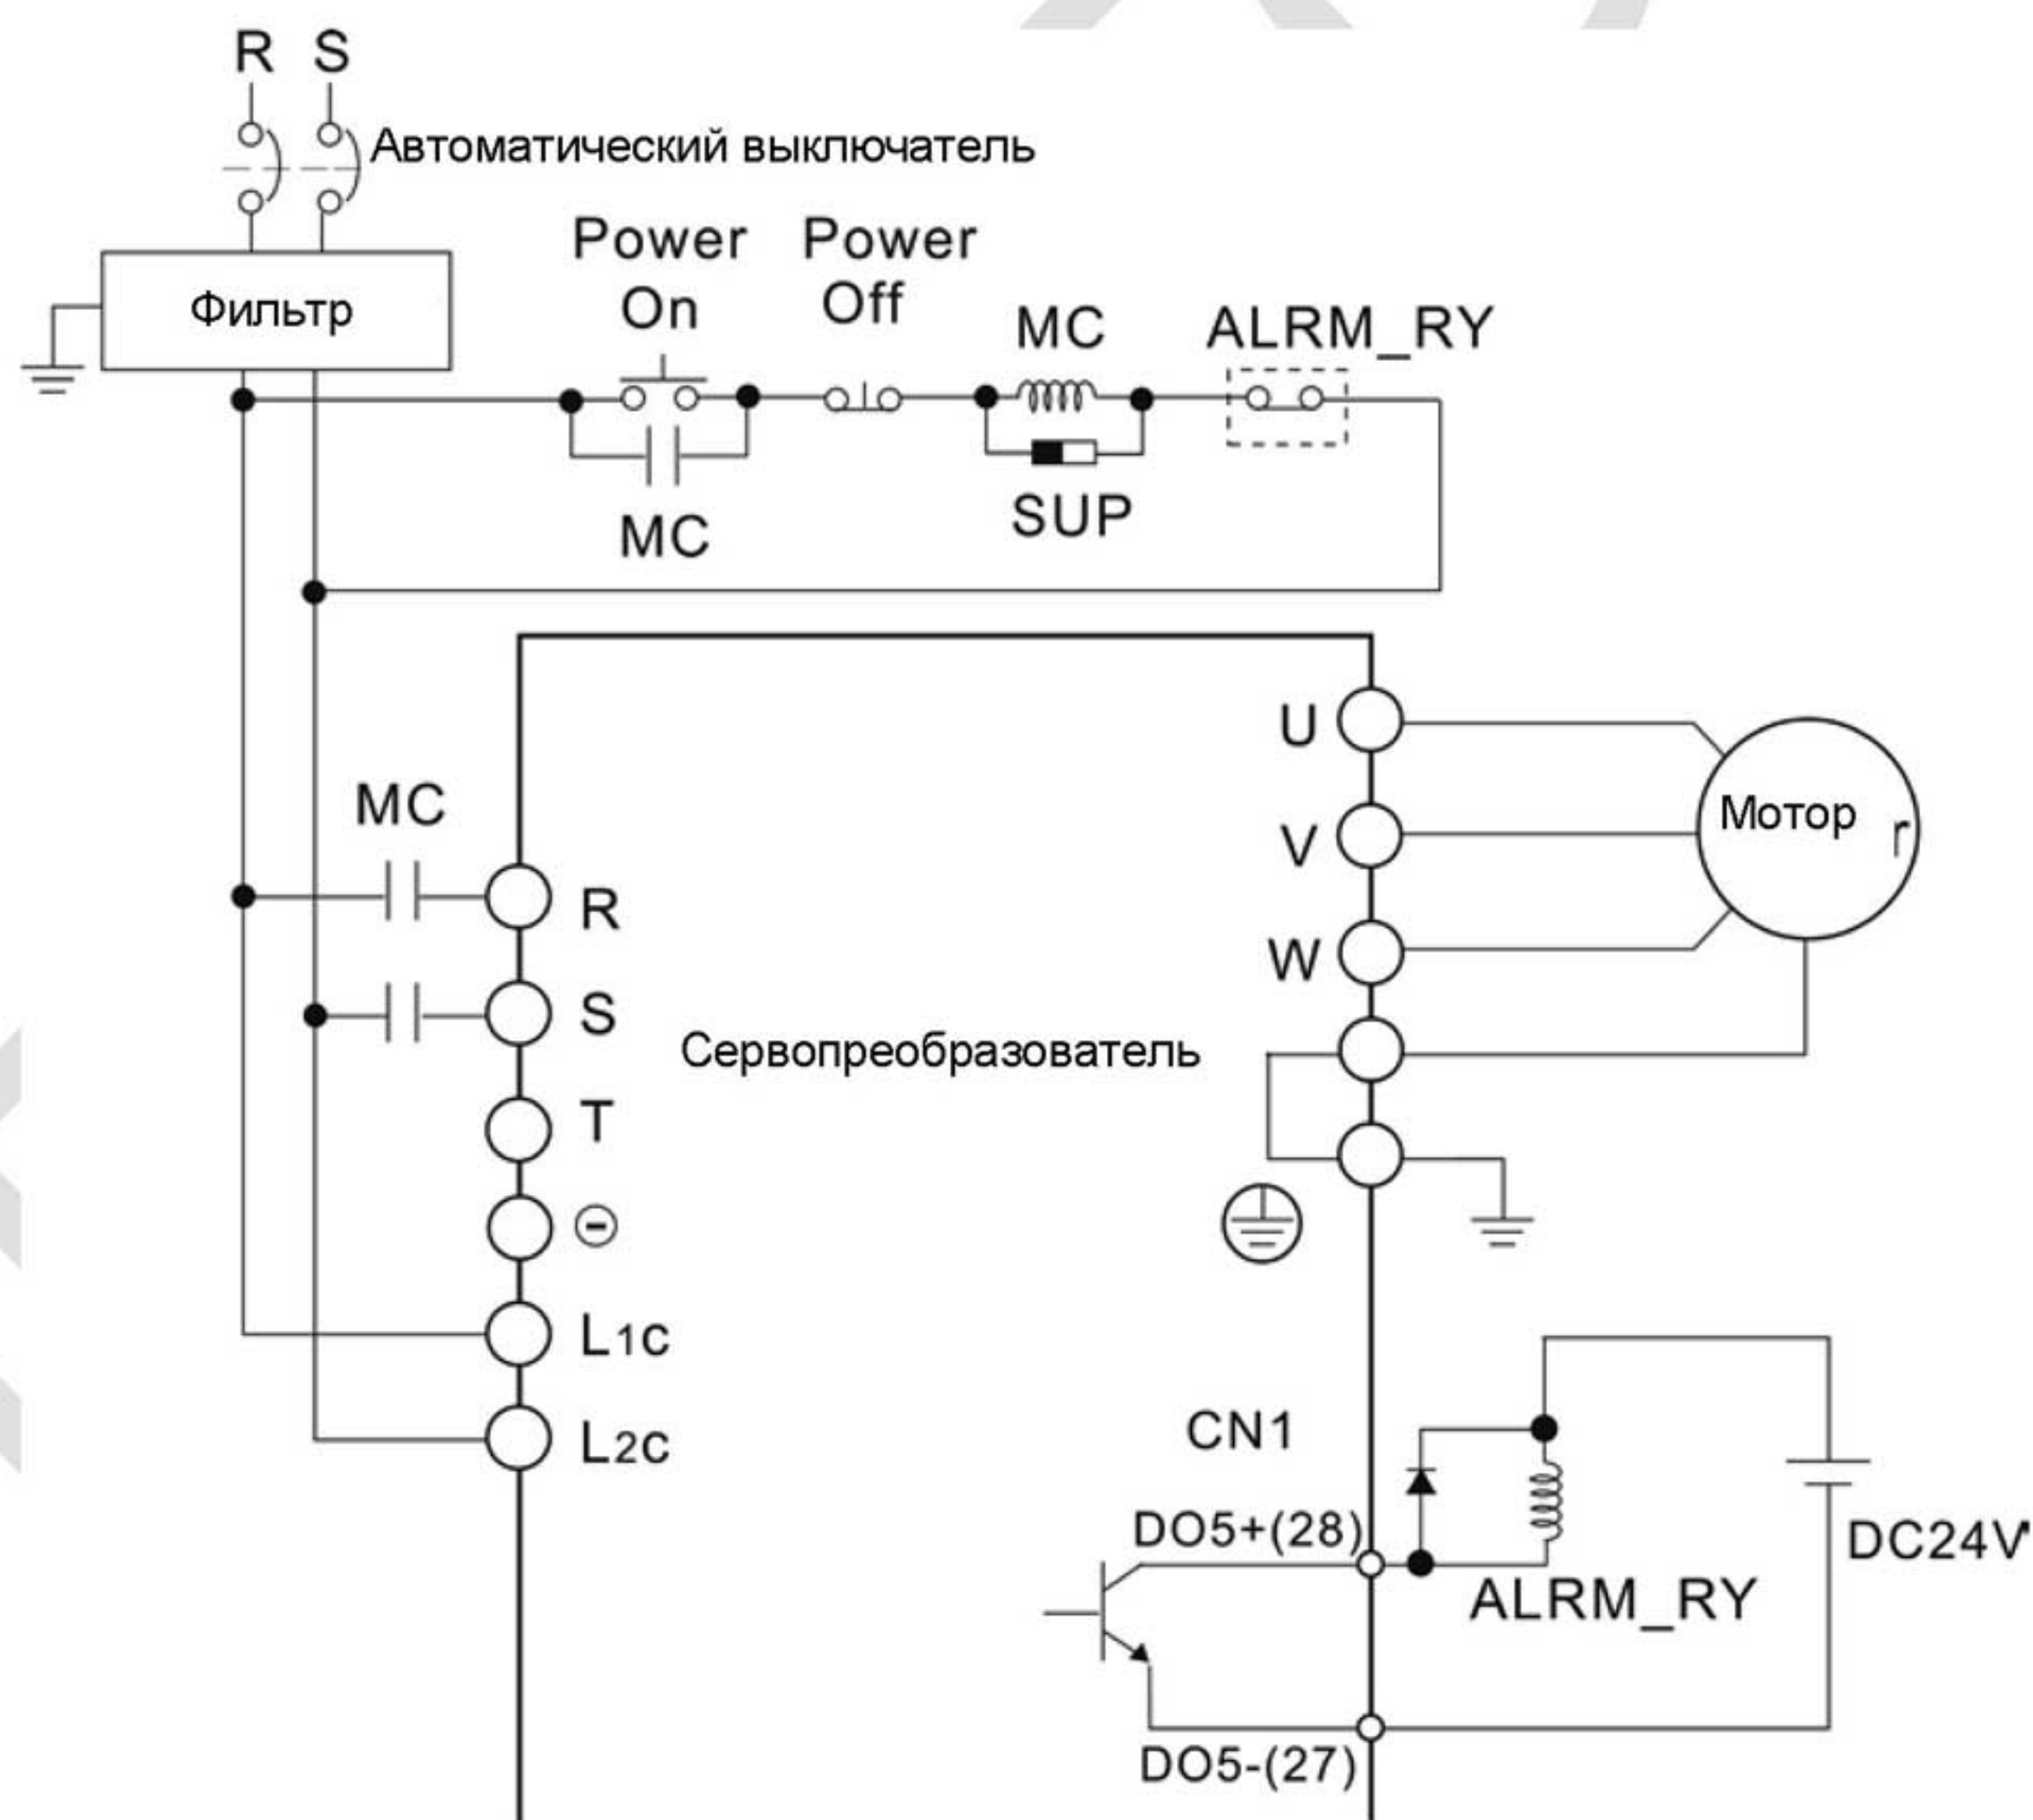 R S
Автоматический выключатель
Power On
Power Off
Фильтр
MC
ALRM_RY
MC
SUP
MC
U
V
W
Мотор r
R
S
T
Сервопреобразователь
L1c
L2c
CN1
DO5+(28)
DC24V
ALRM_RY
DO5-(27)